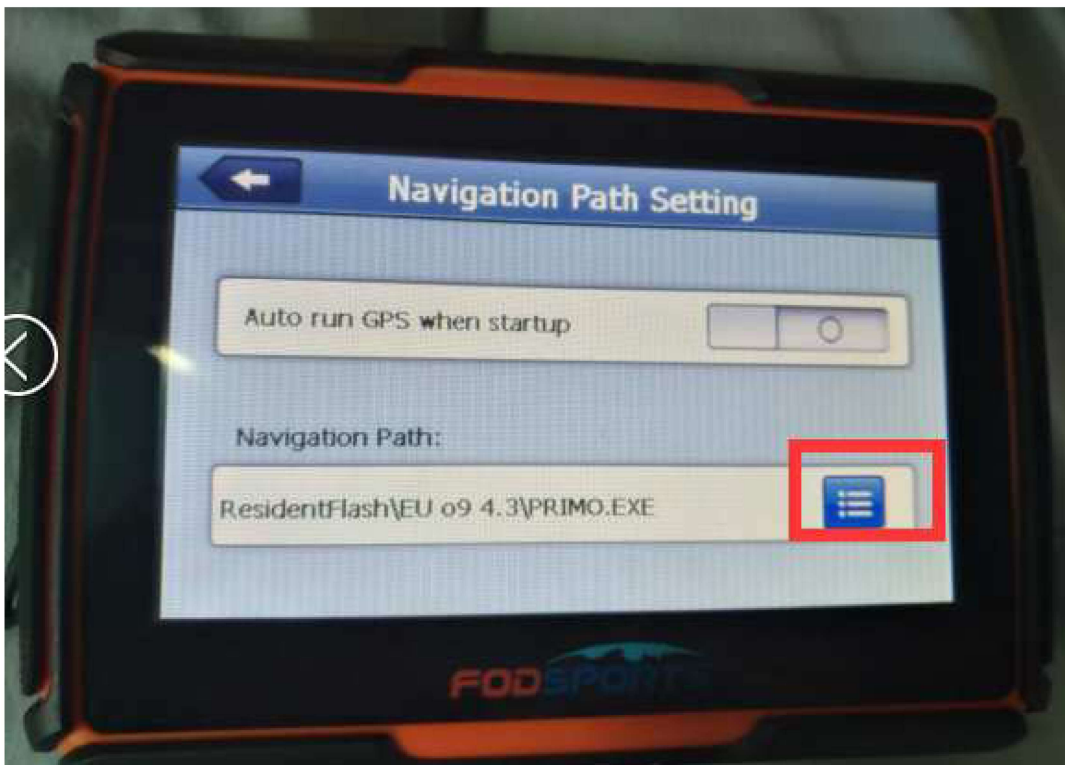 Navigation Path Setting
Auto run GPS when startup
Navigation Path:
ResidentFlash\EU o9 4.3\PRIMO.EXE
FODSPORTS